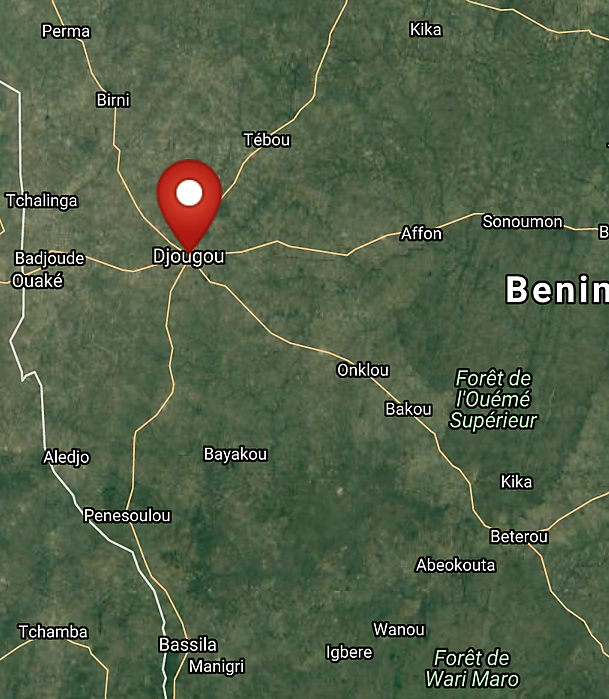 Perma
Kika
Birni
Tébou
Tchalinga
Affon
Sonoumon
Badjoude
Djougou
Ouaké
Benin
Onklou
Forêt de
l'Ouémé
Supérieur
Bakou
Aledjo
Bayakou
Kika
Penesoulou
Beterou
Abeokouta
Tchamba
Wanou
Bassila
Igbere
Manigri
Forêt de
Wari Maro